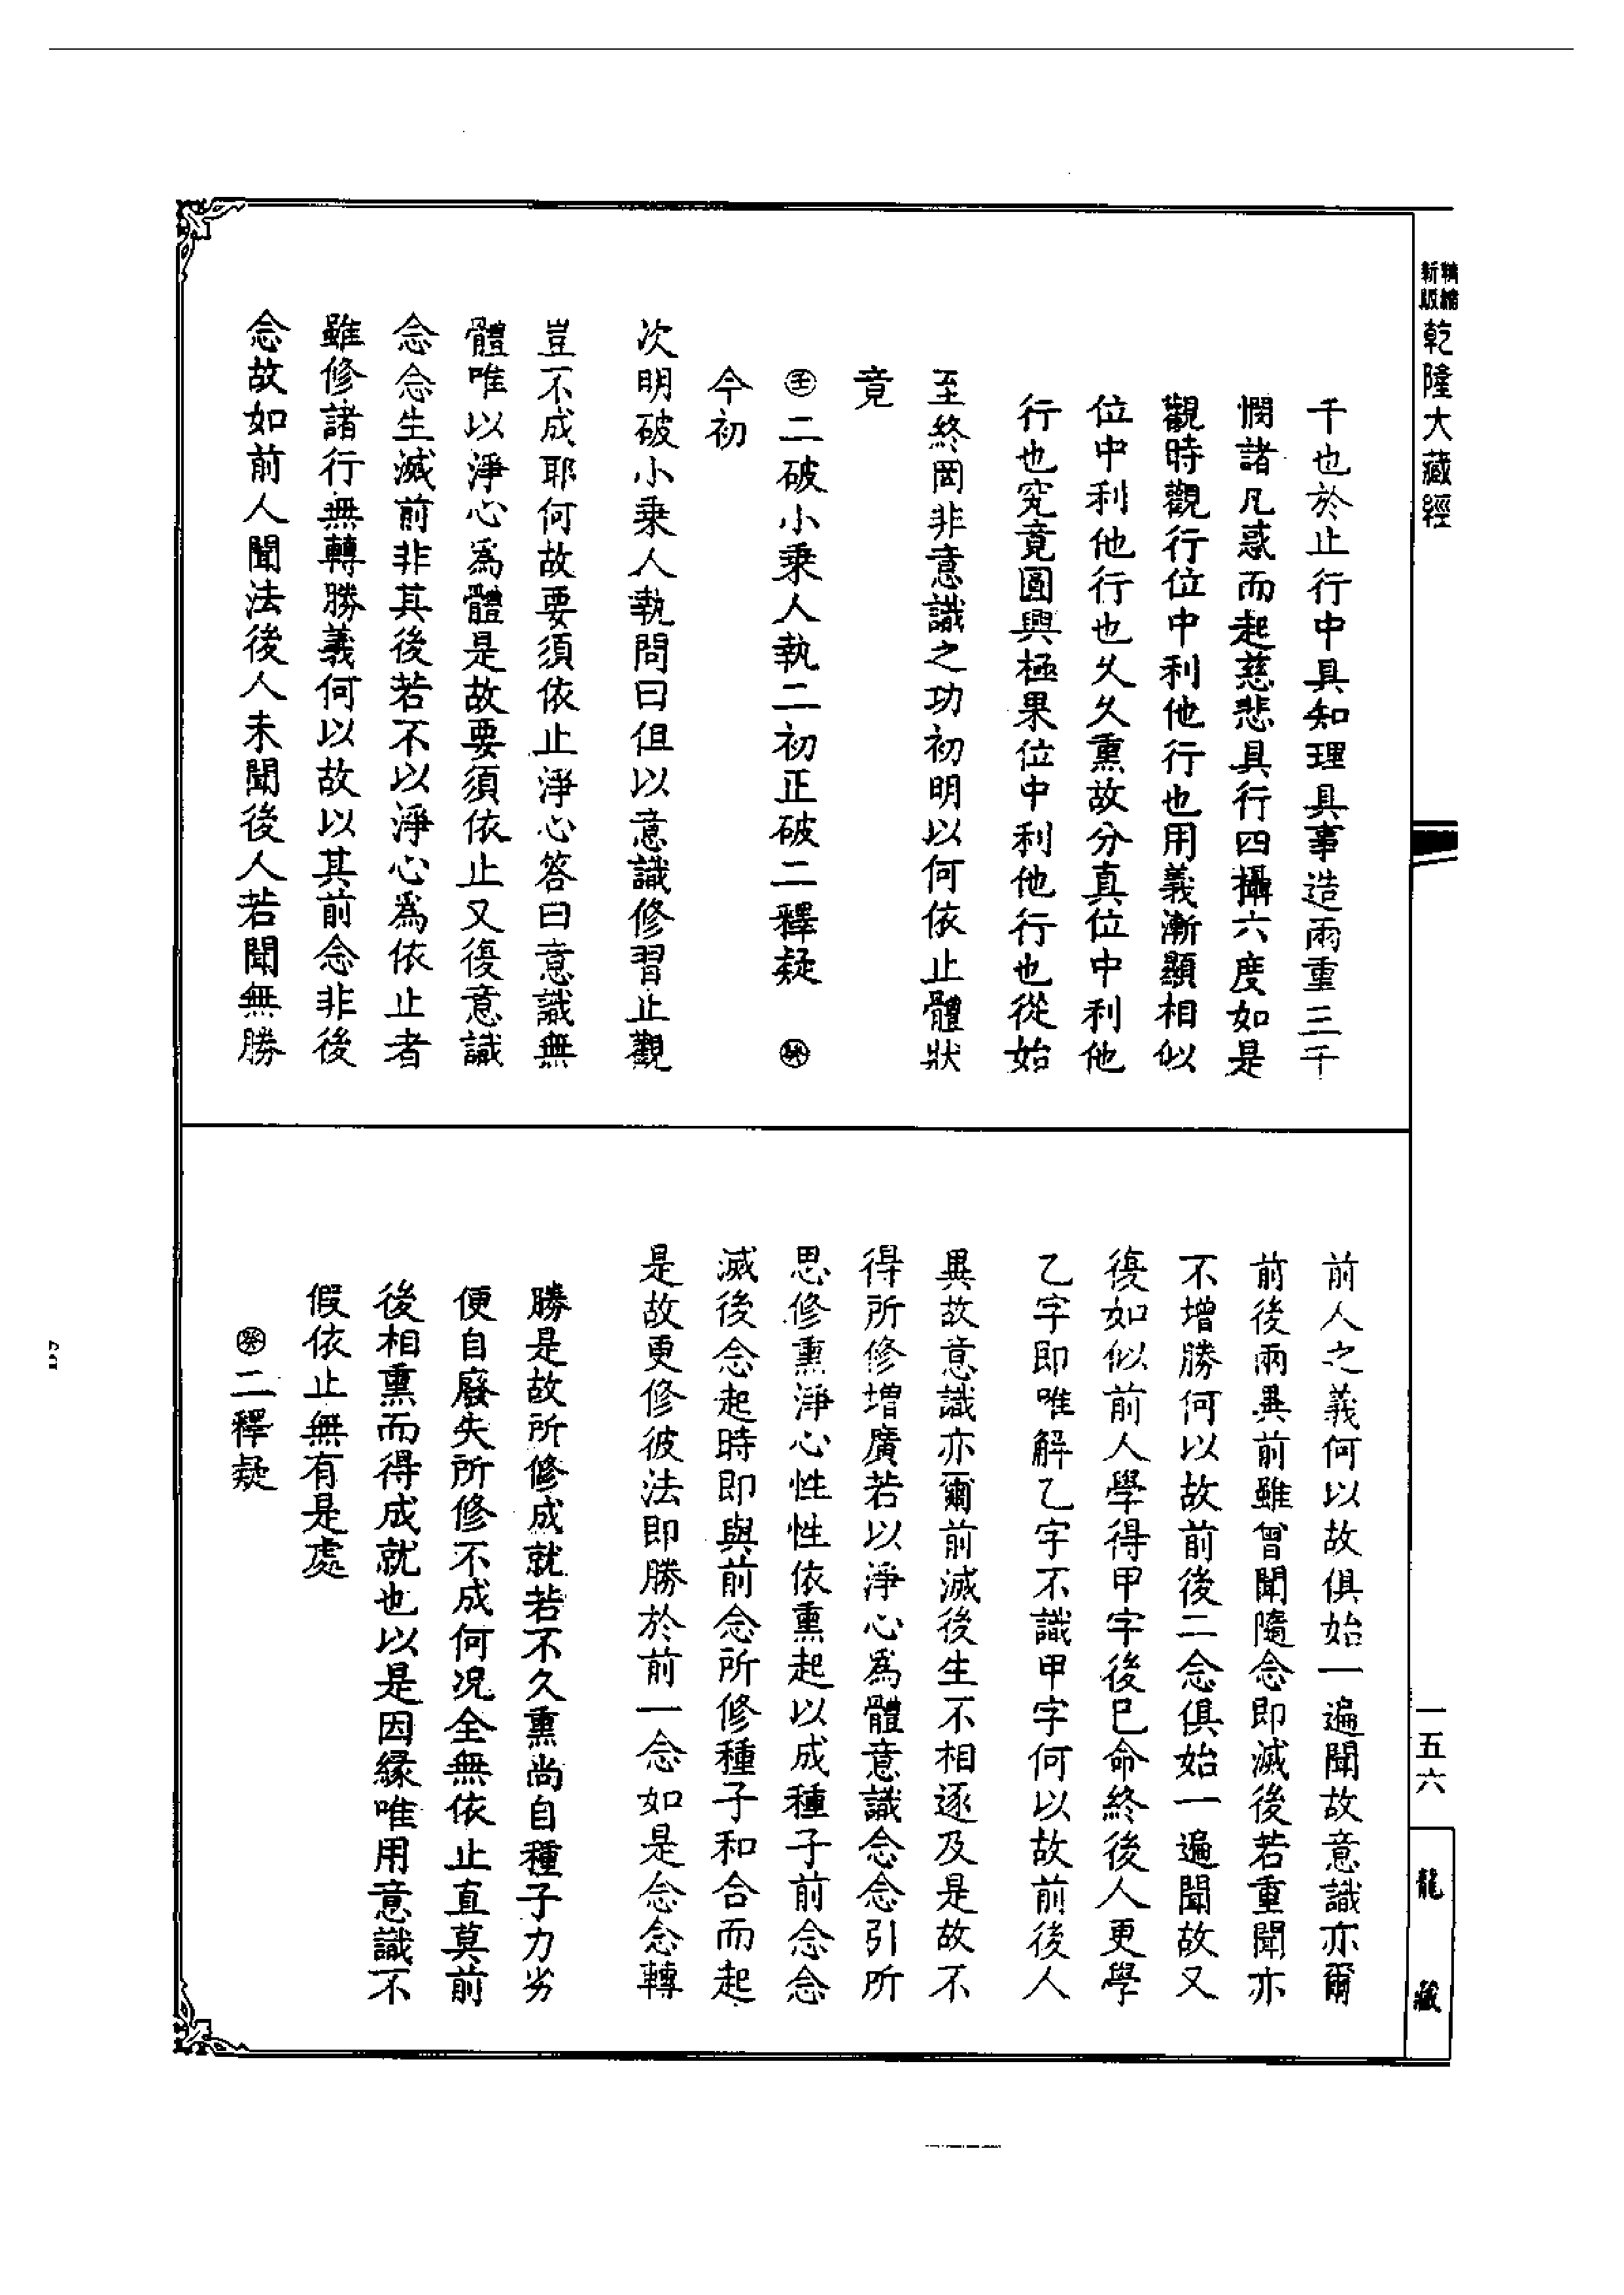 精縮
新版
乾隆大藏經
一五六
龍藏
千也於止行中具知理具事造兩重三千
憫諸凡惑而起慈悲具行四攝六度如是
觀時觀行位中利他行也用義漸顯相似
位中利他行也久久熏故分真位中利他
行也究竟圓興極果位中利他行也從始
至終罔非意識之功初明以何依止體狀
竟
㊛二破小乘人執二初正破二釋疑　㊛
今初
次明破小乘人執問曰但以意識修習止觀
豈不成耶何故要須依止淨心答曰意識無
體唯以淨心為體是故要須依止又復意識
念念生滅前非其後若不以淨心為依止者
雖修諸行無轉勝義何以故以其前念非後
念故如前人聞法後人未聞後人若聞無勝
前人之義何以故俱始一遍聞故意識亦爾
前後兩異前雖曾聞隨念即滅後若重聞亦
不增勝何以故前後二念俱始一遍聞故又
復如似前人學得甲字後已命終後人更學
乙字即唯解乙字不識甲字何以故前後人
異故意識亦爾前滅後生不相逐及是故不
得所修增廣若以淨心為體意識念念引所
思修熏淨心性性依熏起以成種子前念念
滅後念起時即與前念所修種子和合而起
是故更修彼法即勝於前一念如是念念轉
勝是故所修成就若不久熏尚自種子力劣
便自廢失所修不成何況全無依止直莫前
後相熏而得成就也以是因緣唯用意識不
假依止無有是處
二釋疑